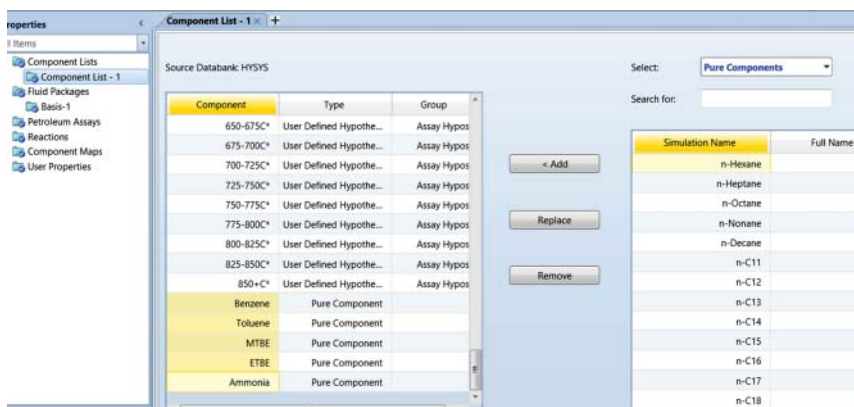 roperties
<
Component List - 1 × +
l Items
Component Lists
Component List - 1
Fluid Packages
Basis-1
Petroleum Assays
Reactions
Component Maps
User Properties
Source Databank: HYSYS
Component Type Group
650-675C* User Defined Hypothe... Assay Hypos
675-700C* User Defined Hypothe... Assay Hypos
700-725C* User Defined Hypothe... Assay Hypos
725-750C* User Defined Hypothe... Assay Hypos
750-775C* User Defined Hypothe... Assay Hypos
775-800C* User Defined Hypothe... Assay Hypos
800-825C* User Defined Hypothe... Assay Hypos
825-850C* User Defined Hypothe... Assay Hypos
850+C* User Defined Hypothe... Assay Hypos
Benzene Pure Component
Toluene Pure Component
MTBE Pure Component
ETBE Pure Component
Ammonia Pure Component
< Add
Replace
Remove
Select: Pure Components
Search for:
Simulation Name Full Name
n-Hexane
n-Heptane
n-Octane
n-Nonane
n-Decane
n-C11
n-C12
n-C13
n-C14
n-C15
n-C16
n-C17
n-C18